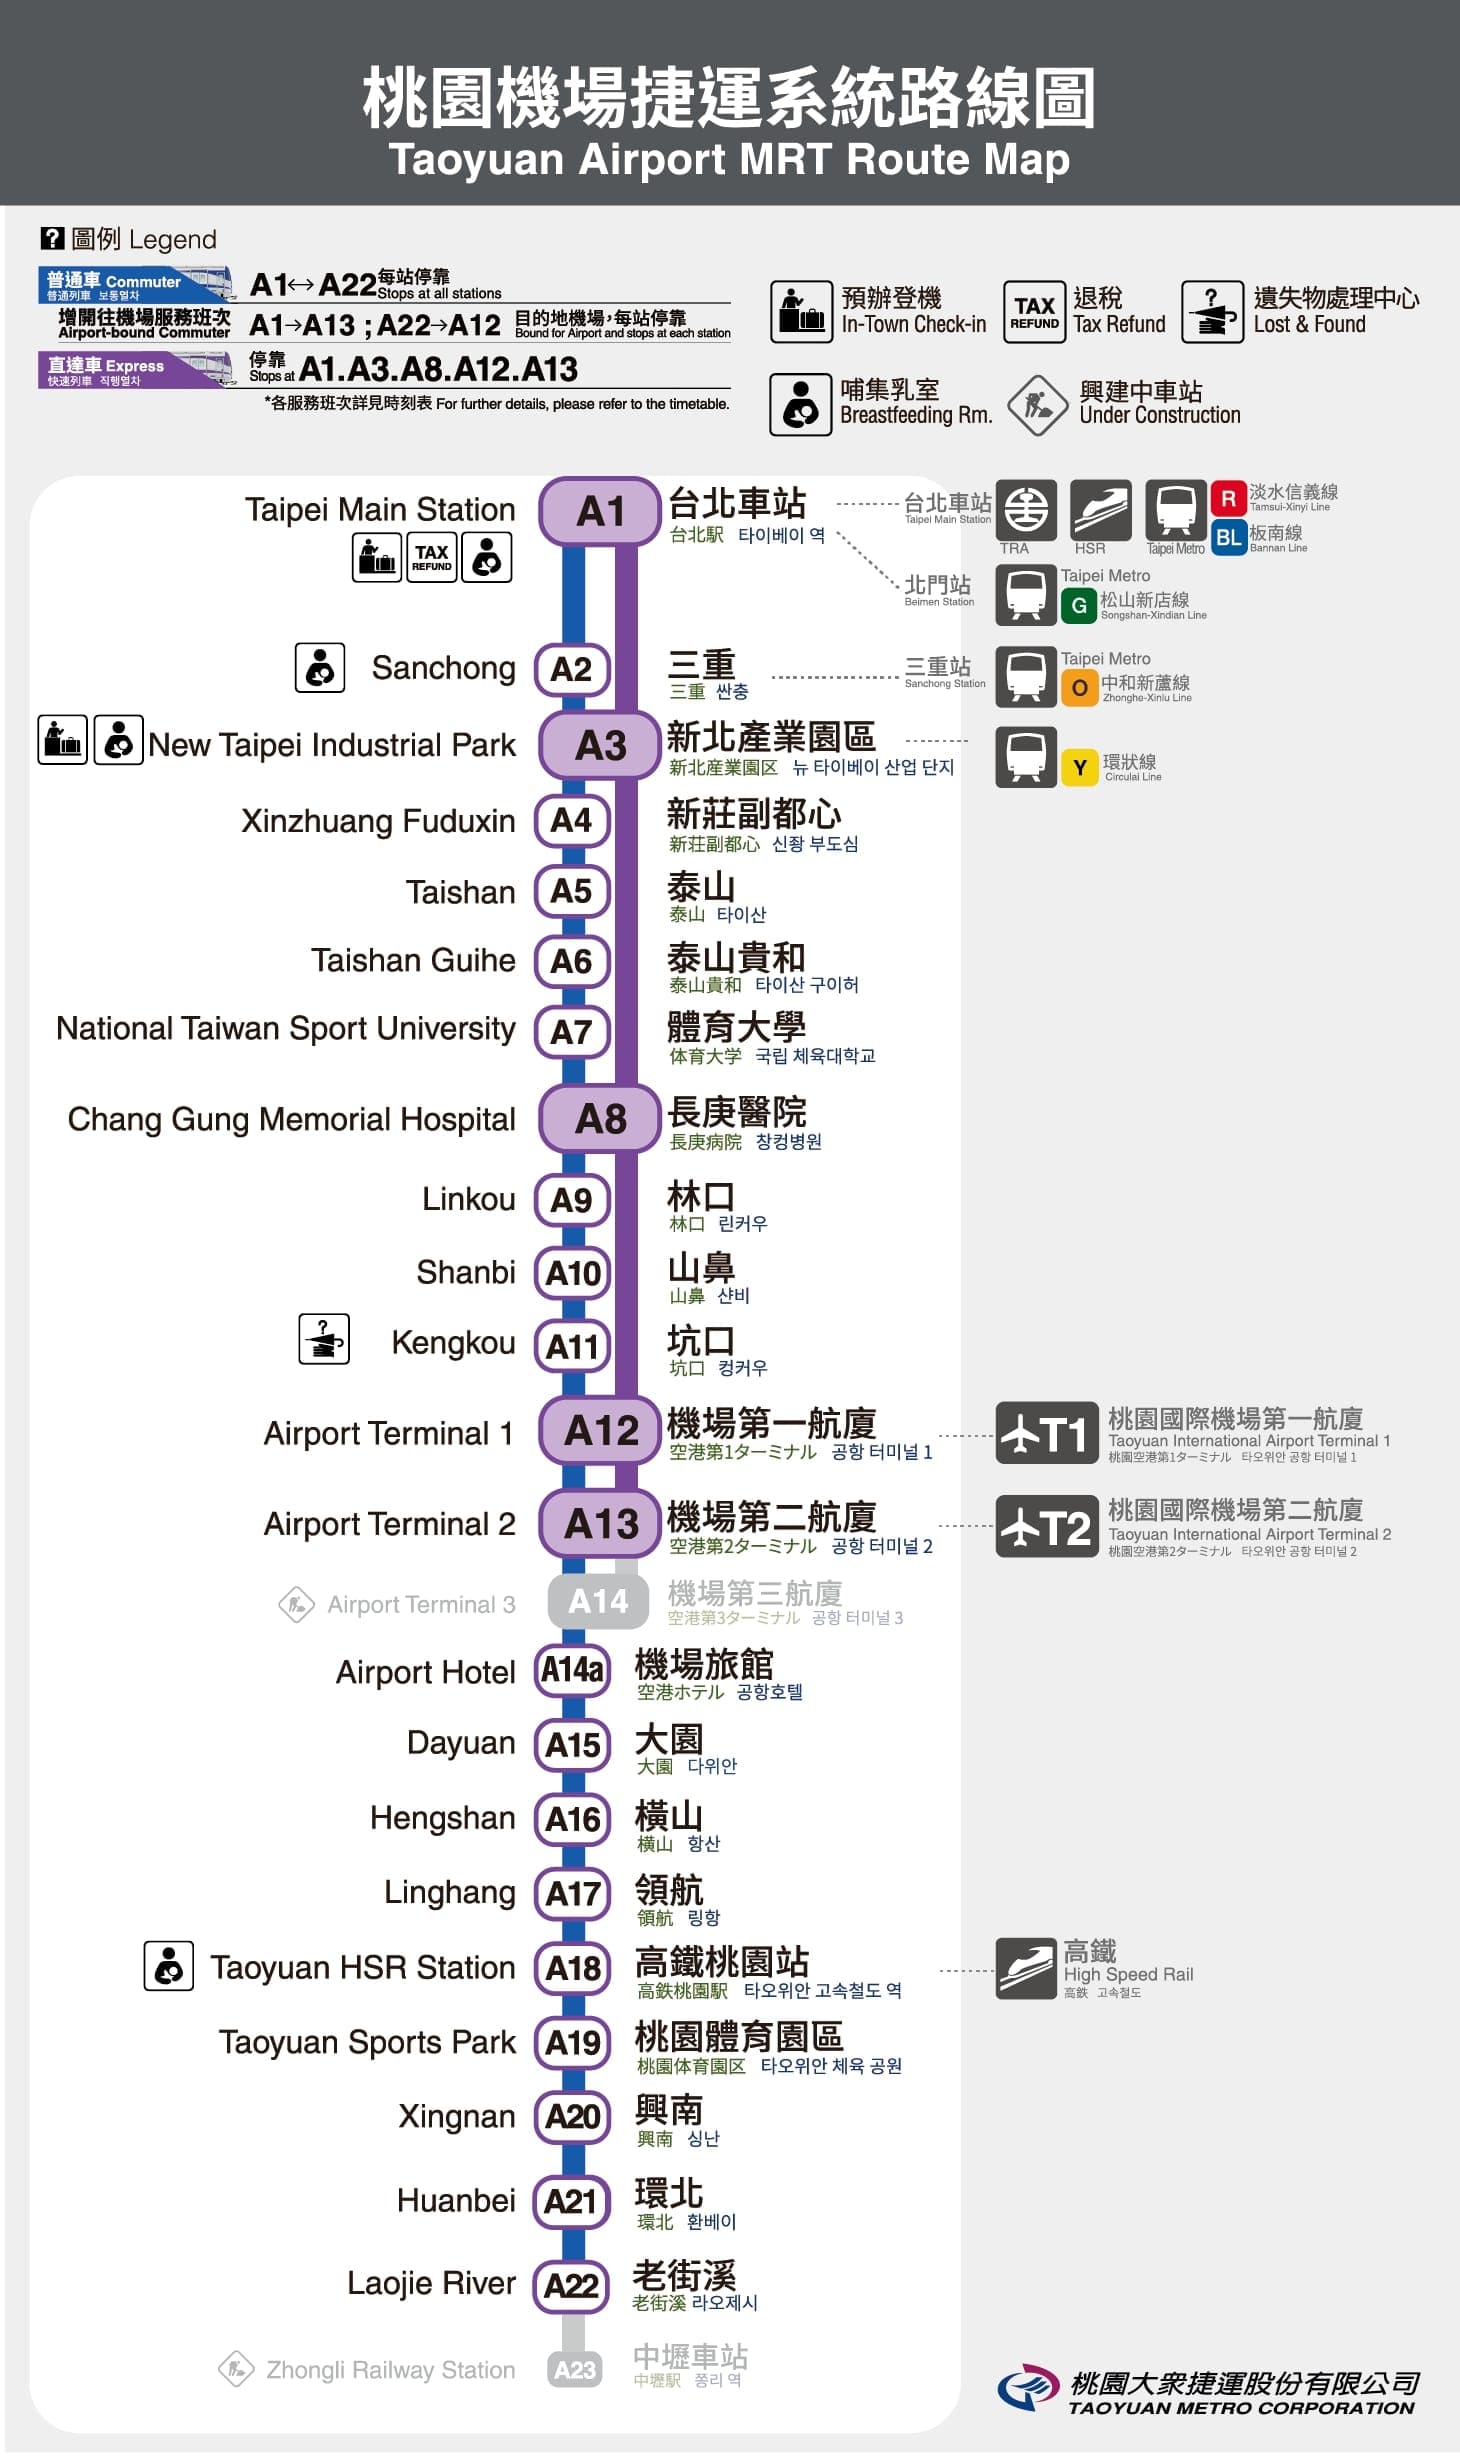 桃園機場捷運系統路線圖
Taoyuan Airport MRT Route Map
? 圖例 Legend
普通車 Commuter
普通列車 보통열차
A1↔A22 每站停靠
Stops at all stations
增開往機場服務班次
Airport-bound Commuter
A1→A13 ; A22→A12 目的地機場,每站停靠
Bound for Airport and stops at each station
直達車 Express
快速列車 직행열차
停靠
Stops at A1.A3.A8.A12.A13
*各服務班次詳見時刻表 For further details, please refer to the timetable.
預辦登機
In-Town Check-in
TAX
REFUND
退稅
Tax Refund
?
遺失物處理中心
Lost & Found
哺集乳室
Breastfeeding Rm.
興建中車站
Under Construction
Taipei Main Station A1 台北車站
台北駅 타이베이 역
TAX
REFUND
台北車站
Taipei Main Station
TRA
HSR
Taipei Metro
R 淡水信義線
Tamsui-Xinyi Line
BL 板南線
Bannan Line
北門站
Beimen Station
Taipei Metro
G 松山新店線
Songshan-Xindian Line
Sanchong A2 三重
三重 싼충
三重站
Sanchong Station
Taipei Metro
O 中和新蘆線
Zhonghe-Xinlu Line
New Taipei Industrial Park A3 新北產業園區
新北産業園区 뉴 타이베이 산업 단지
Y 環狀線
Circulai Line
Xinzhuang Fuduxin A4 新莊副都心
新荘副都心 신좡 부도심
Taishan A5 泰山
泰山 타이산
Taishan Guihe A6 泰山貴和
泰山貴和 타이산 구이허
National Taiwan Sport University A7 體育大學
体育大学 국립 체육대학교
Chang Gung Memorial Hospital A8 長庚醫院
長庚病院 창컹병원
Linkou A9 林口
林口 린커우
Shanbi A10 山鼻
山鼻 샨비
?
Kengkou A11 坑口
坑口 컹커우
Airport Terminal 1 A12 機場第一航廈
空港第1ターミナル 공항 터미널 1
T1 桃園國際機場第一航廈
Taoyuan International Airport Terminal 1
桃園空港第1ターミナル 타오위안 공항 터미널 1
Airport Terminal 2 A13 機場第二航廈
空港第2ターミナル 공항 터미널 2
T2 桃園國際機場第二航廈
Taoyuan International Airport Terminal 2
桃園空港第2ターミナル 타오위안 공항 터미널 2
Airport Terminal 3 A14 機場第三航廈
空港第3ターミナル 공항 터미널 3
Airport Hotel A14a 機場旅館
空港ホテル 공항호텔
Dayuan A15 大園
大園 다위안
Hengshan A16 橫山
横山 헝산
Linghang A17 領航
領航 링항
Taoyuan HSR Station A18 高鐵桃園站
高鉄桃園駅 타오위안 고속철도 역
高鐵
High Speed Rail
高鉄 고속철도
Taoyuan Sports Park A19 桃園體育園區
桃園体育園区 타오위안 체육 공원
Xingnan A20 興南
興南 싱난
Huanbei A21 環北
環北 환베이
Laojie River A22 老街溪
老街溪 라오제시
Zhongli Railway Station A23 中壢車站
中壢駅 쭝리 역
桃園大眾捷運股份有限公司
TAOYUAN METRO CORPORATION